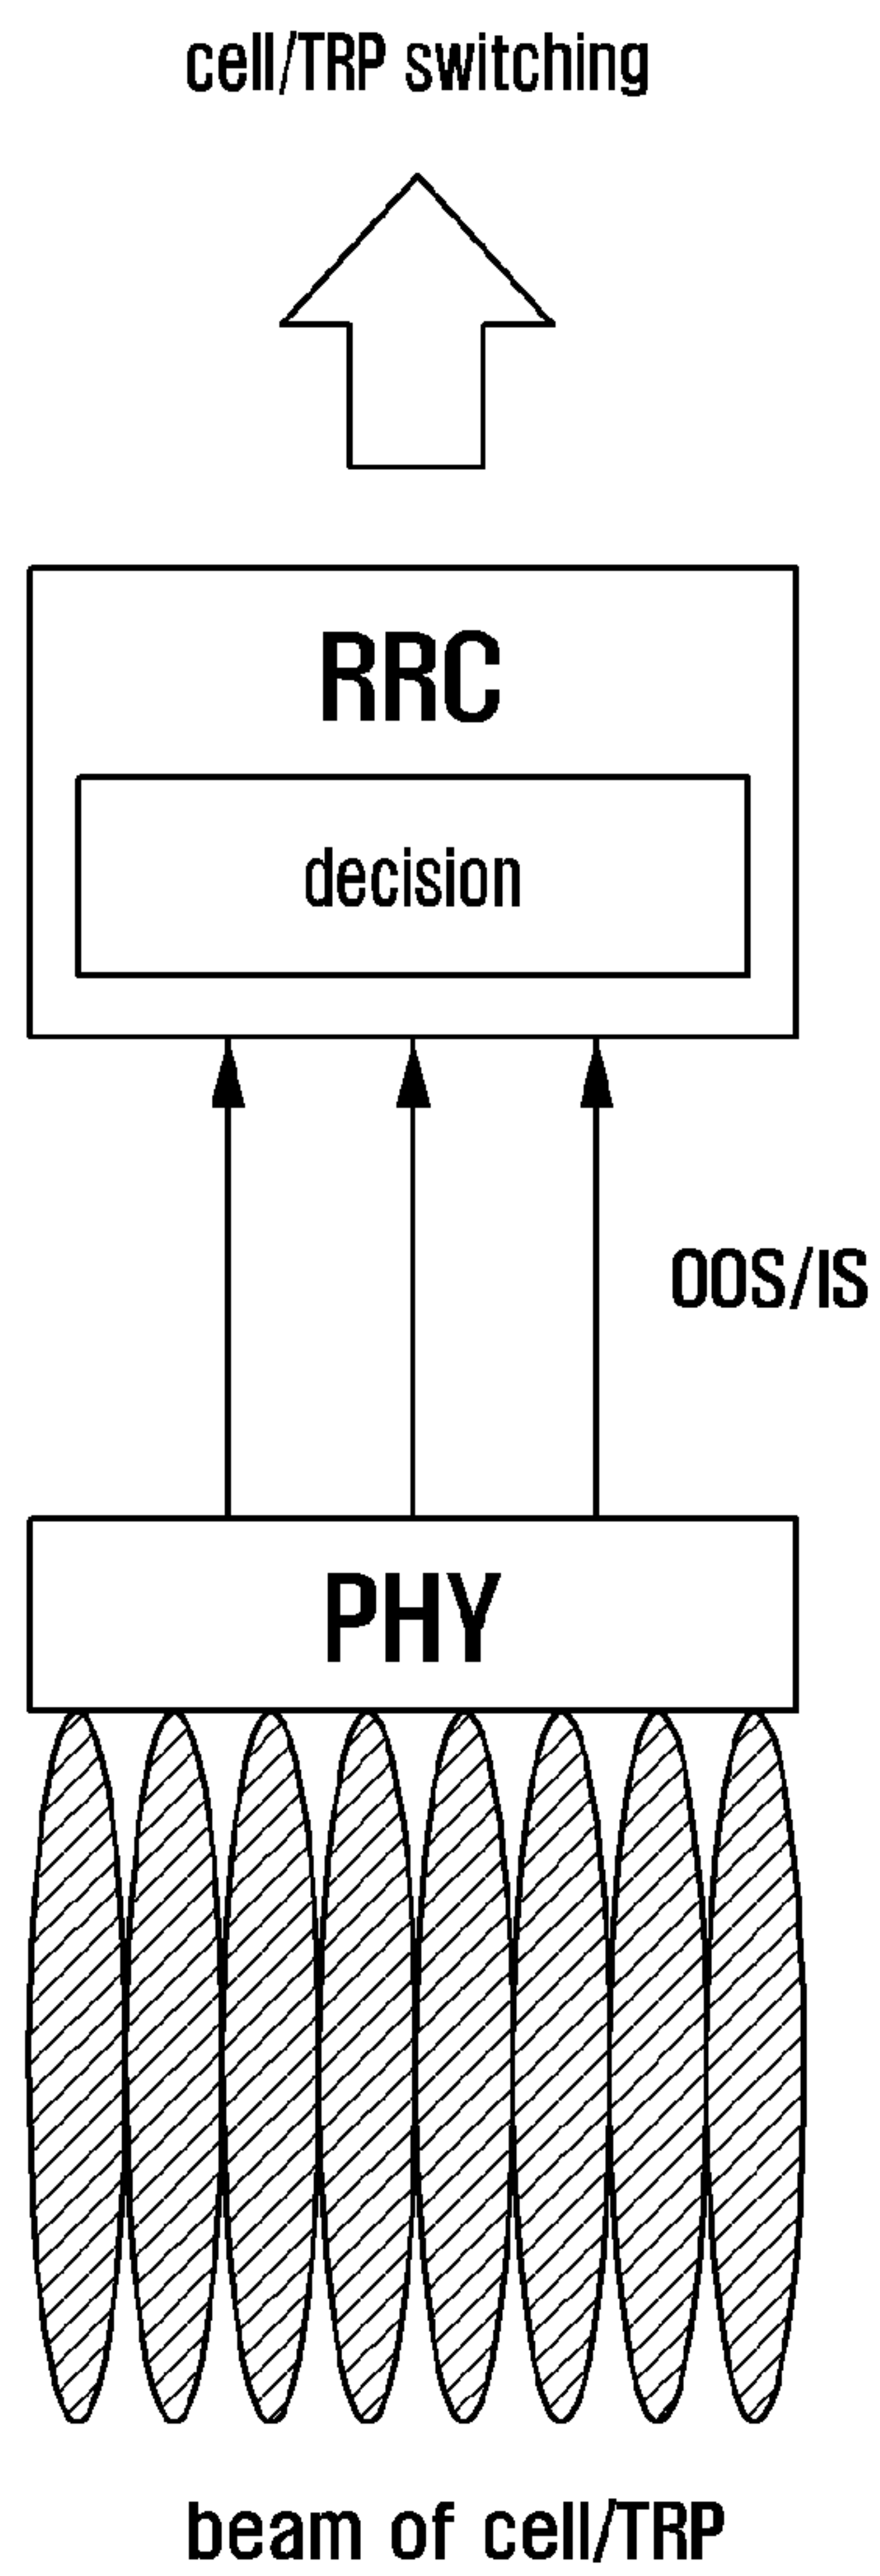 cell/TRP switching
RRC
decision
OOS/IS
PHY
beam of cell/TRP